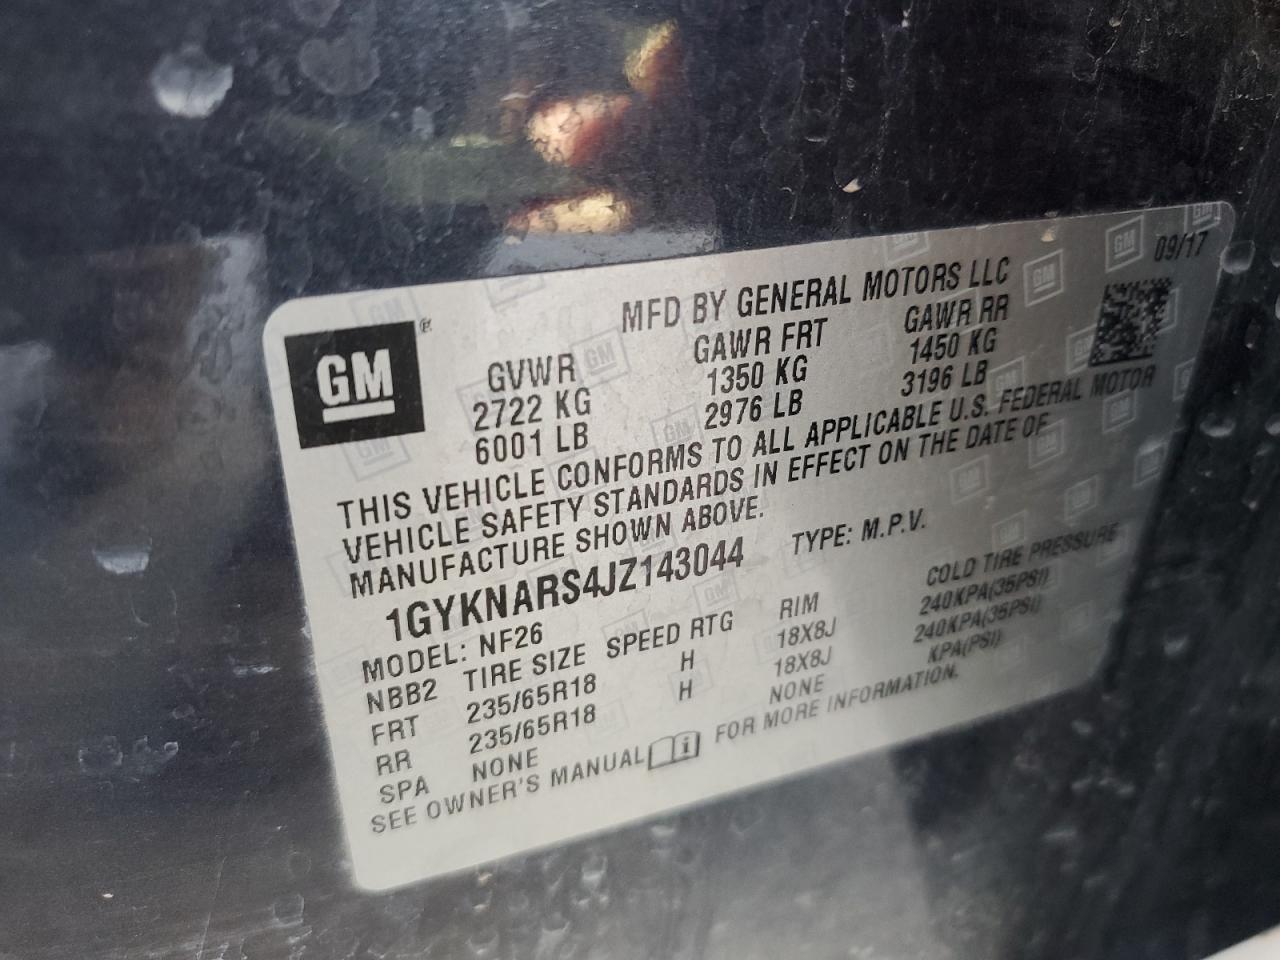 09/17
MFD BY GENERAL MOTORS LLC
GM ®
GVWR GAWR FRT GAWR RR
2722 KG 1350 KG 1450 KG
6001 LB 2976 LB 3196 LB
THIS VEHICLE CONFORMS TO ALL APPLICABLE U.S. FEDERAL MOTOR
VEHICLE SAFETY STANDARDS IN EFFECT ON THE DATE OF
MANUFACTURE SHOWN ABOVE.
1GYKNARS4JZ143044 TYPE: M.P.V.
MODEL: NF26
NBB2 TIRE SIZE SPEED RTG RIM COLD TIRE PRESSURE
FRT 235/65R18 H 18X8J 240KPA(35PSI)
RR 235/65R18 H 18X8J 240KPA(35PSI)
SPA NONE NONE KPA(PSI)
SEE OWNER'S MANUAL FOR MORE INFORMATION.